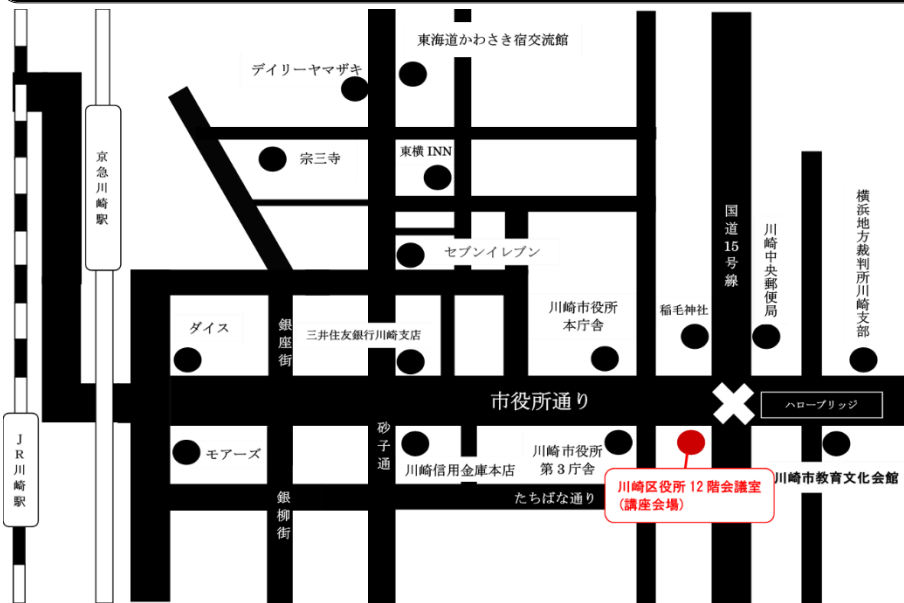 東海道かわさき宿交流館
デイリーヤマザキ
京急川崎駅
宗三寺
東横 INN
国道15号線
川崎中央郵便局
横浜地方裁判所川崎支部
セブンイレブン
ダイス
銀座街
三井住友銀行川崎支店
川崎市役所
本庁舎
稲毛神社
市役所通り
ハローブリッジ
JR川崎駅
モアーズ
砂子通
川崎信用金庫本店
川崎市役所
第3庁舎
川崎区役所 12 階会議室
(講座会場)
川崎市教育文化会館
銀柳街
たちばな通り